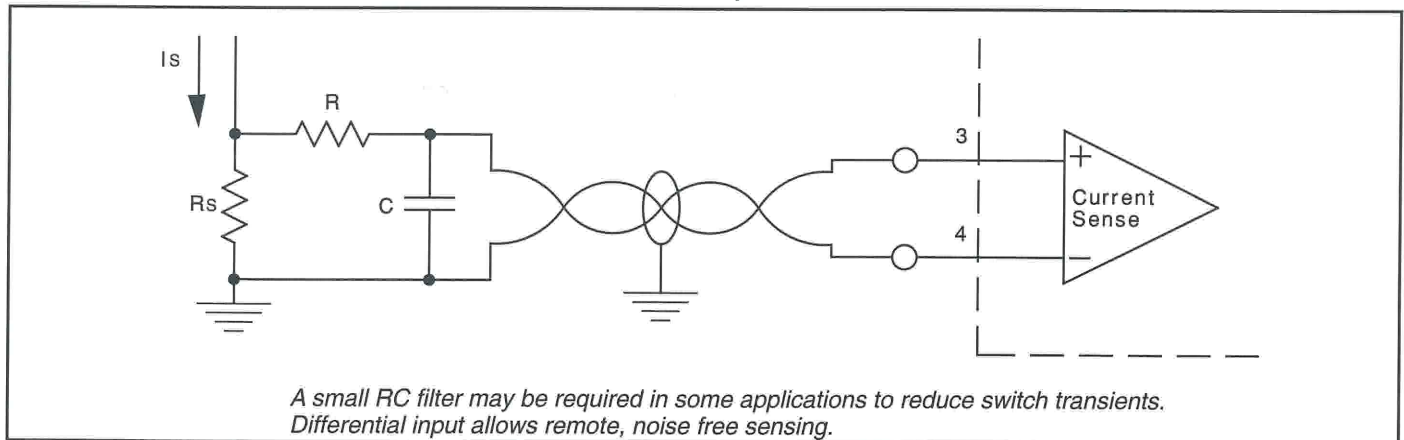 Is
R
3
+
Rs
C
Current
Sense
4
−
A small RC filter may be required in some applications to reduce switch transients.
Differential input allows remote, noise free sensing.